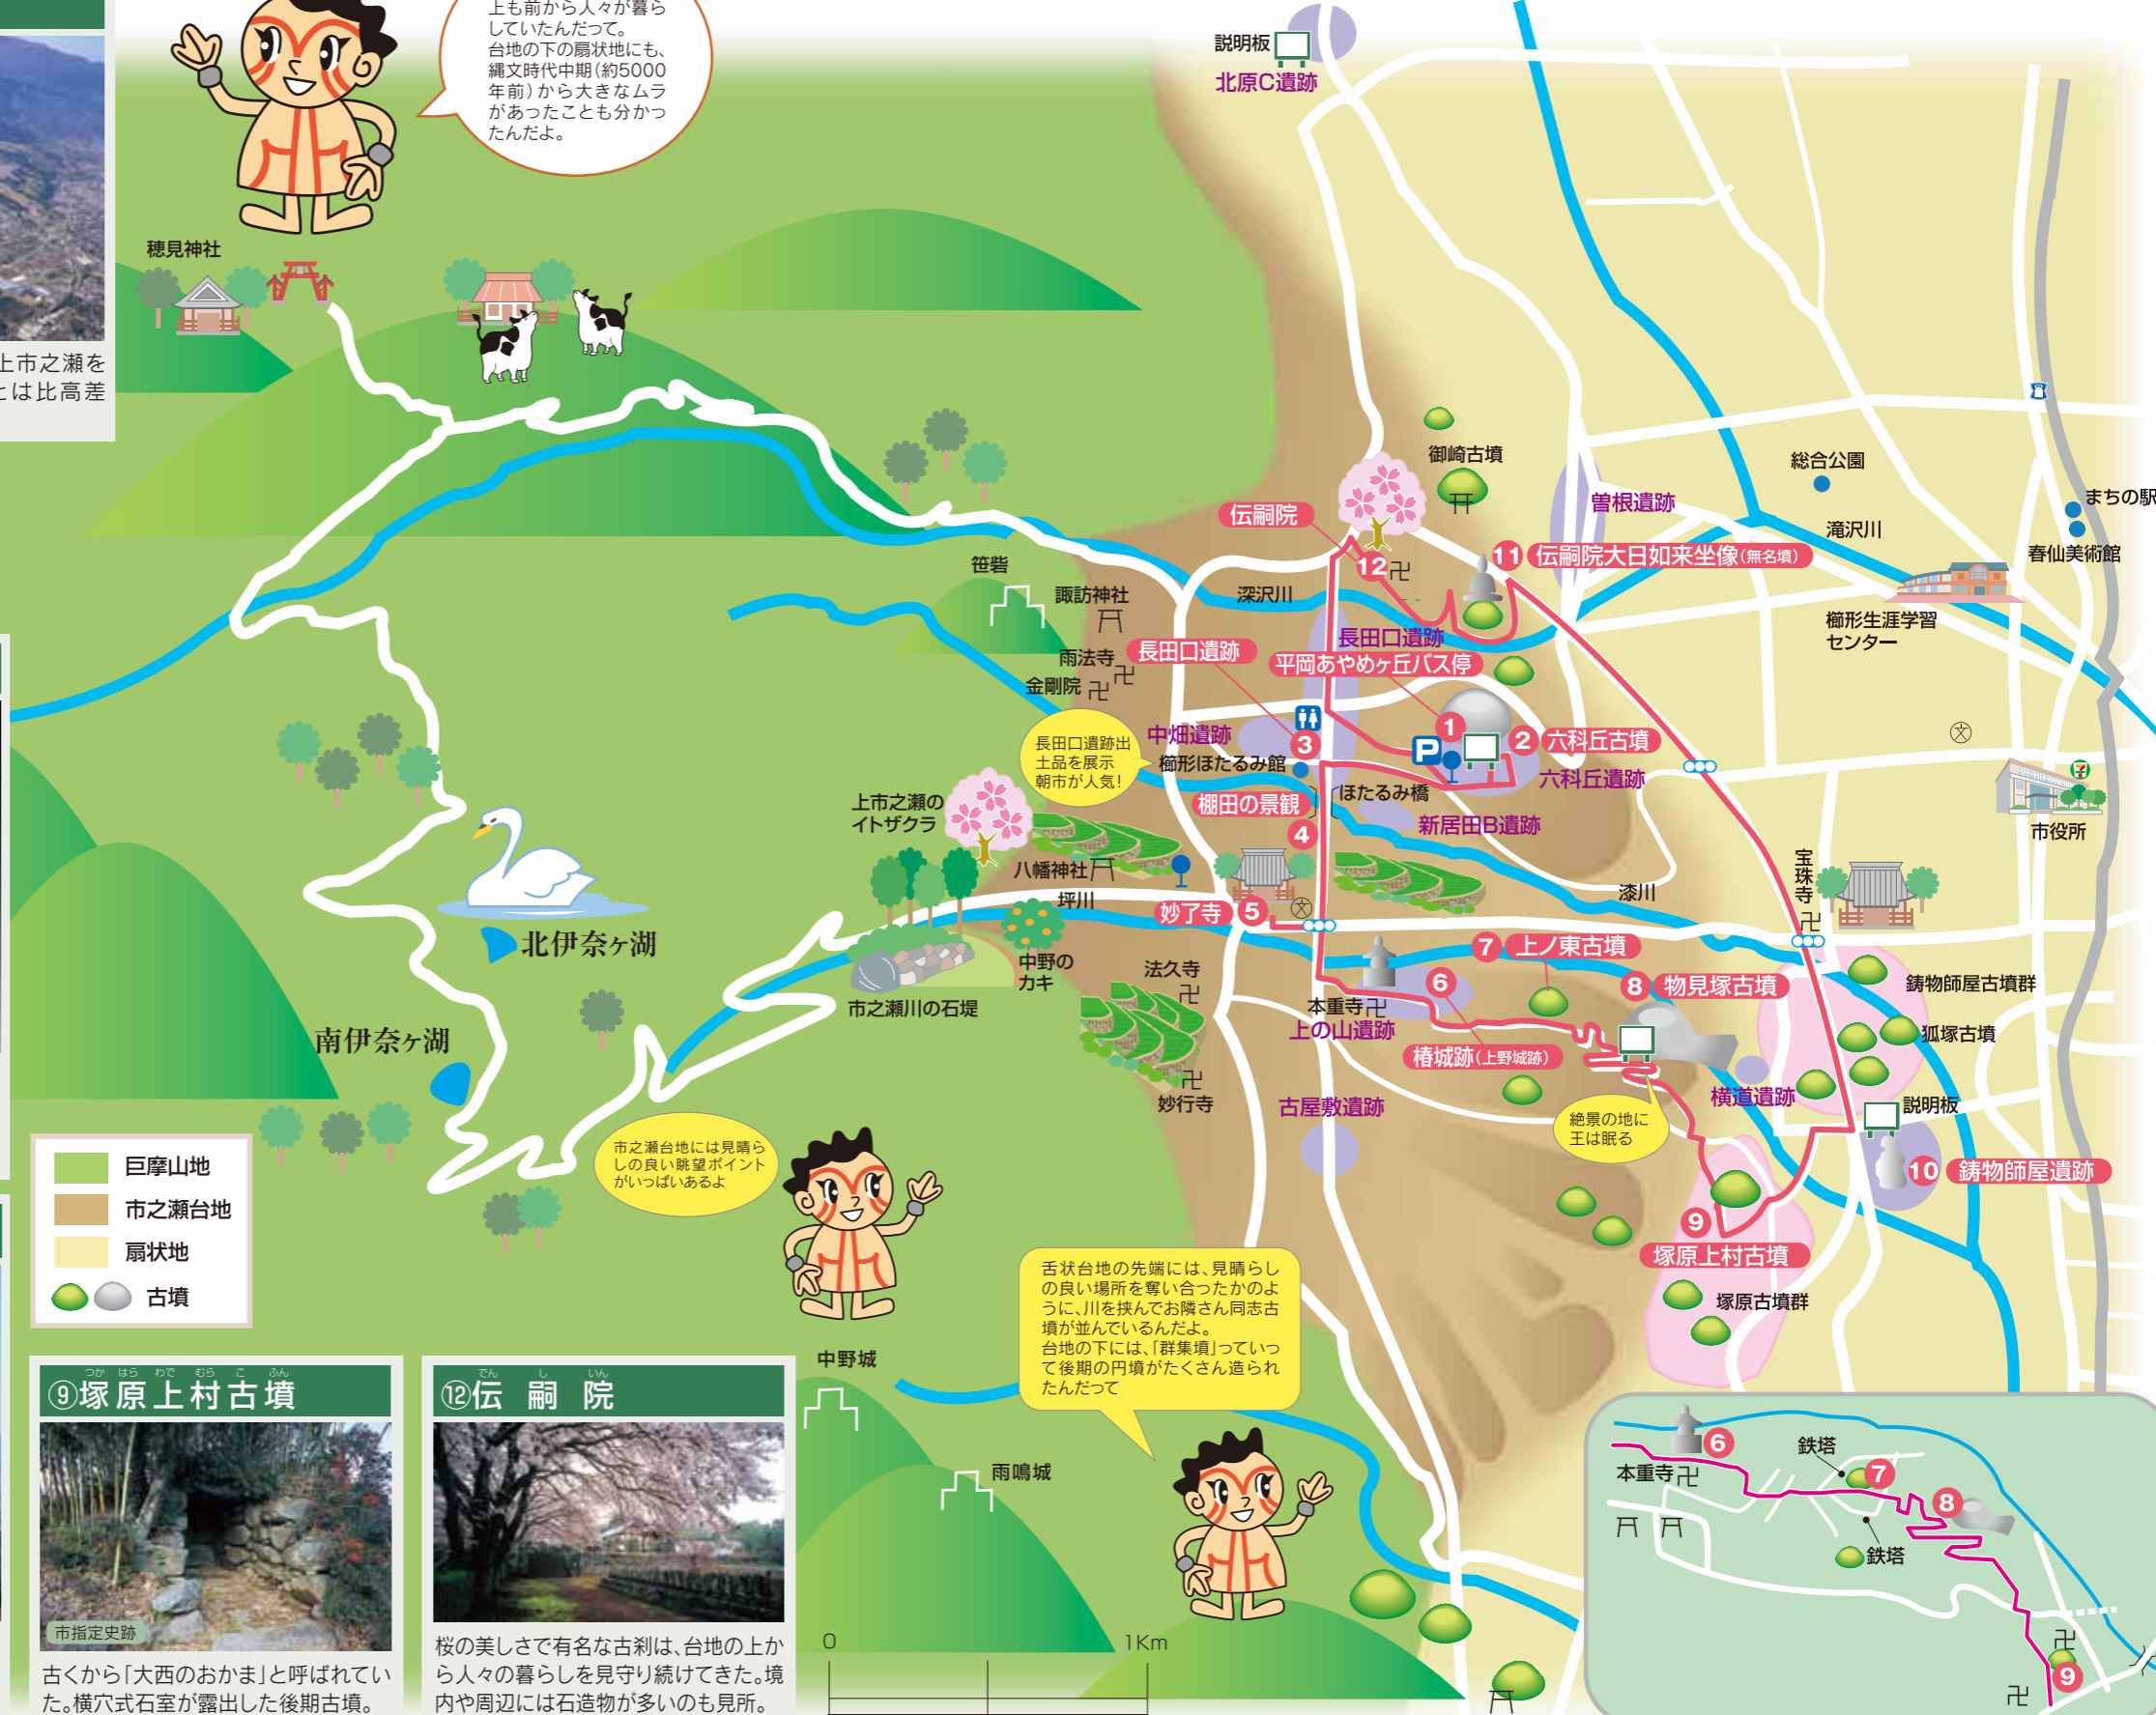 上も前から人々が暮ら
していたんだって。
台地の下の扇状地にも、
縄文時代中期(約5000
年前)から大きなムラ
があったことも分かっ
たんだよ。
説明板
北原C遺跡
穂見神社
上市之瀬を
とは比高差
御崎古墳
曽根遺跡
総合公園
まちの駅
滝沢川
春仙美術館
伝嗣院
12
11 伝嗣院大日如来坐像(無名墳)
笹砦
諏訪神社
深沢川
櫛形生涯学習
センター
長田口遺跡
長田口遺跡
雨法寺
金剛院
平岡あやめヶ丘バス停
1
P
2 六科丘古墳
3
中畑遺跡
長田口遺跡出
土品を展示
朝市が人気!
櫛形ほたるみ館
六科丘遺跡
ほたるみ橋
棚田の景観
4
新居田B遺跡
上市之瀬の
イトザクラ
市役所
八幡神社
坪川
宝珠寺
漆川
妙了寺 5
文
北伊奈ヶ湖
中野の
カキ
市之瀬川の石堤
法久寺
7 上ノ東古墳
6
8 物見塚古墳
鋳物師屋古墳群
本重寺
上の山遺跡
狐塚古墳
南伊奈ヶ湖
椿城跡(上野城跡)
横道遺跡
妙行寺
古屋敷遺跡
絶景の地に
王は眠る
説明板
10 鋳物師屋遺跡
市之瀬台地には見晴ら
しの良い眺望ポイント
がいっぱいあるよ
巨摩山地
市之瀬台地
扇状地
古墳
9
塚原上村古墳
塚原古墳群
舌状台地の先端には、見晴らし
の良い場所を奪い合ったかのよ
うに、川を挟んでお隣さん同志古
墳が並んでいるんだよ。
台地の下には、「群集墳」っていっ
て後期の円墳がたくさん造られ
たんだって
中野城
雨鳴城
つか はら わで むら こ ふん
⑨塚原上村古墳
市指定史跡
古くから「大西のおかま」と呼ばれてい
た。横穴式石室が露出した後期古墳。
でん し いん
⑫伝嗣院
桜の美しさで有名な古刹は、台地の上か
ら人々の暮らしを見守り続けてきた。境
内や周辺には石造物が多いのも見所。
0 1Km
6
本重寺
鉄塔
7
8
鉄塔
9